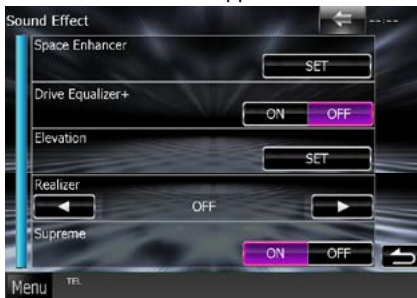 Sound Effect --:--
Space Enhancer
SET
Drive Equalizer+
ON OFF
Elevation
SET
Realizer
OFF
Supreme
ON OFF
Menu TEL